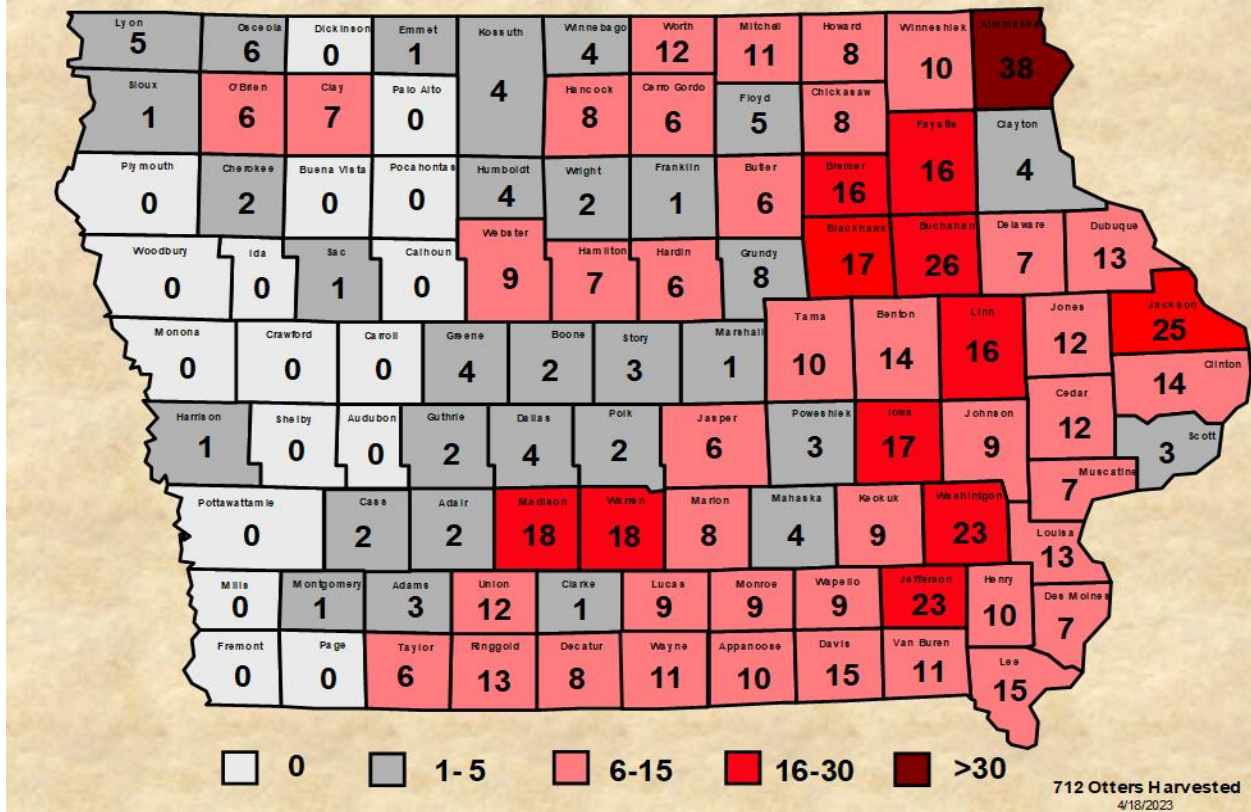 Lyon
5
Osceola
6
Dickinson
0
Emmet
1
Kossuth
4
Winnebago
4
Worth
12
Mitchell
11
Howard
8
Winneshiek
10
Allamakee
38
Sioux
1
O'Brien
6
Clay
7
Palo Alto
0
Hancock
8
Cerro Gordo
6
Floyd
5
Chickasaw
8
Fayette
16
Clayton
4
Plymouth
0
Cherokee
2
Buena Vista
0
Pocahontas
0
Humboldt
4
Wright
2
Franklin
1
Butler
6
Bremer
16
Woodbury
0
Ida
0
Sac
1
Calhoun
0
Webster
9
Hamilton
7
Hardin
6
Grundy
8
Blackhawk
17
Buchanan
26
Delaware
7
Dubuque
13
Monona
0
Crawford
0
Carroll
0
Greene
4
Boone
2
Story
3
Marshall
1
Tama
10
Benton
14
Linn
16
Jones
12
Jackson
25
Clinton
14
Harrison
1
Shelby
0
Audubon
0
Guthrie
2
Dallas
4
Polk
2
Jasper
6
Poweshiek
3
Iowa
17
Johnson
9
Cedar
12
Scott
3
Muscatine
7
Pottawattamie
0
Cass
2
Adair
2
Madison
18
Warren
18
Marion
8
Mahaska
4
Keokuk
9
Washintgon
23
Louisa
13
Mills
0
Montgomery
1
Adams
3
Union
12
Clarke
1
Lucas
9
Monroe
9
Wapello
9
Jefferson
23
Henry
10
Des Moines
7
Fremont
0
Page
0
Taylor
6
Ringgold
13
Decatur
8
Wayne
11
Appanoose
10
Davis
15
Van Buren
11
Lee
15
0
1-5
6-15
16-30
>30
712 Otters Harvested
4/18/2023